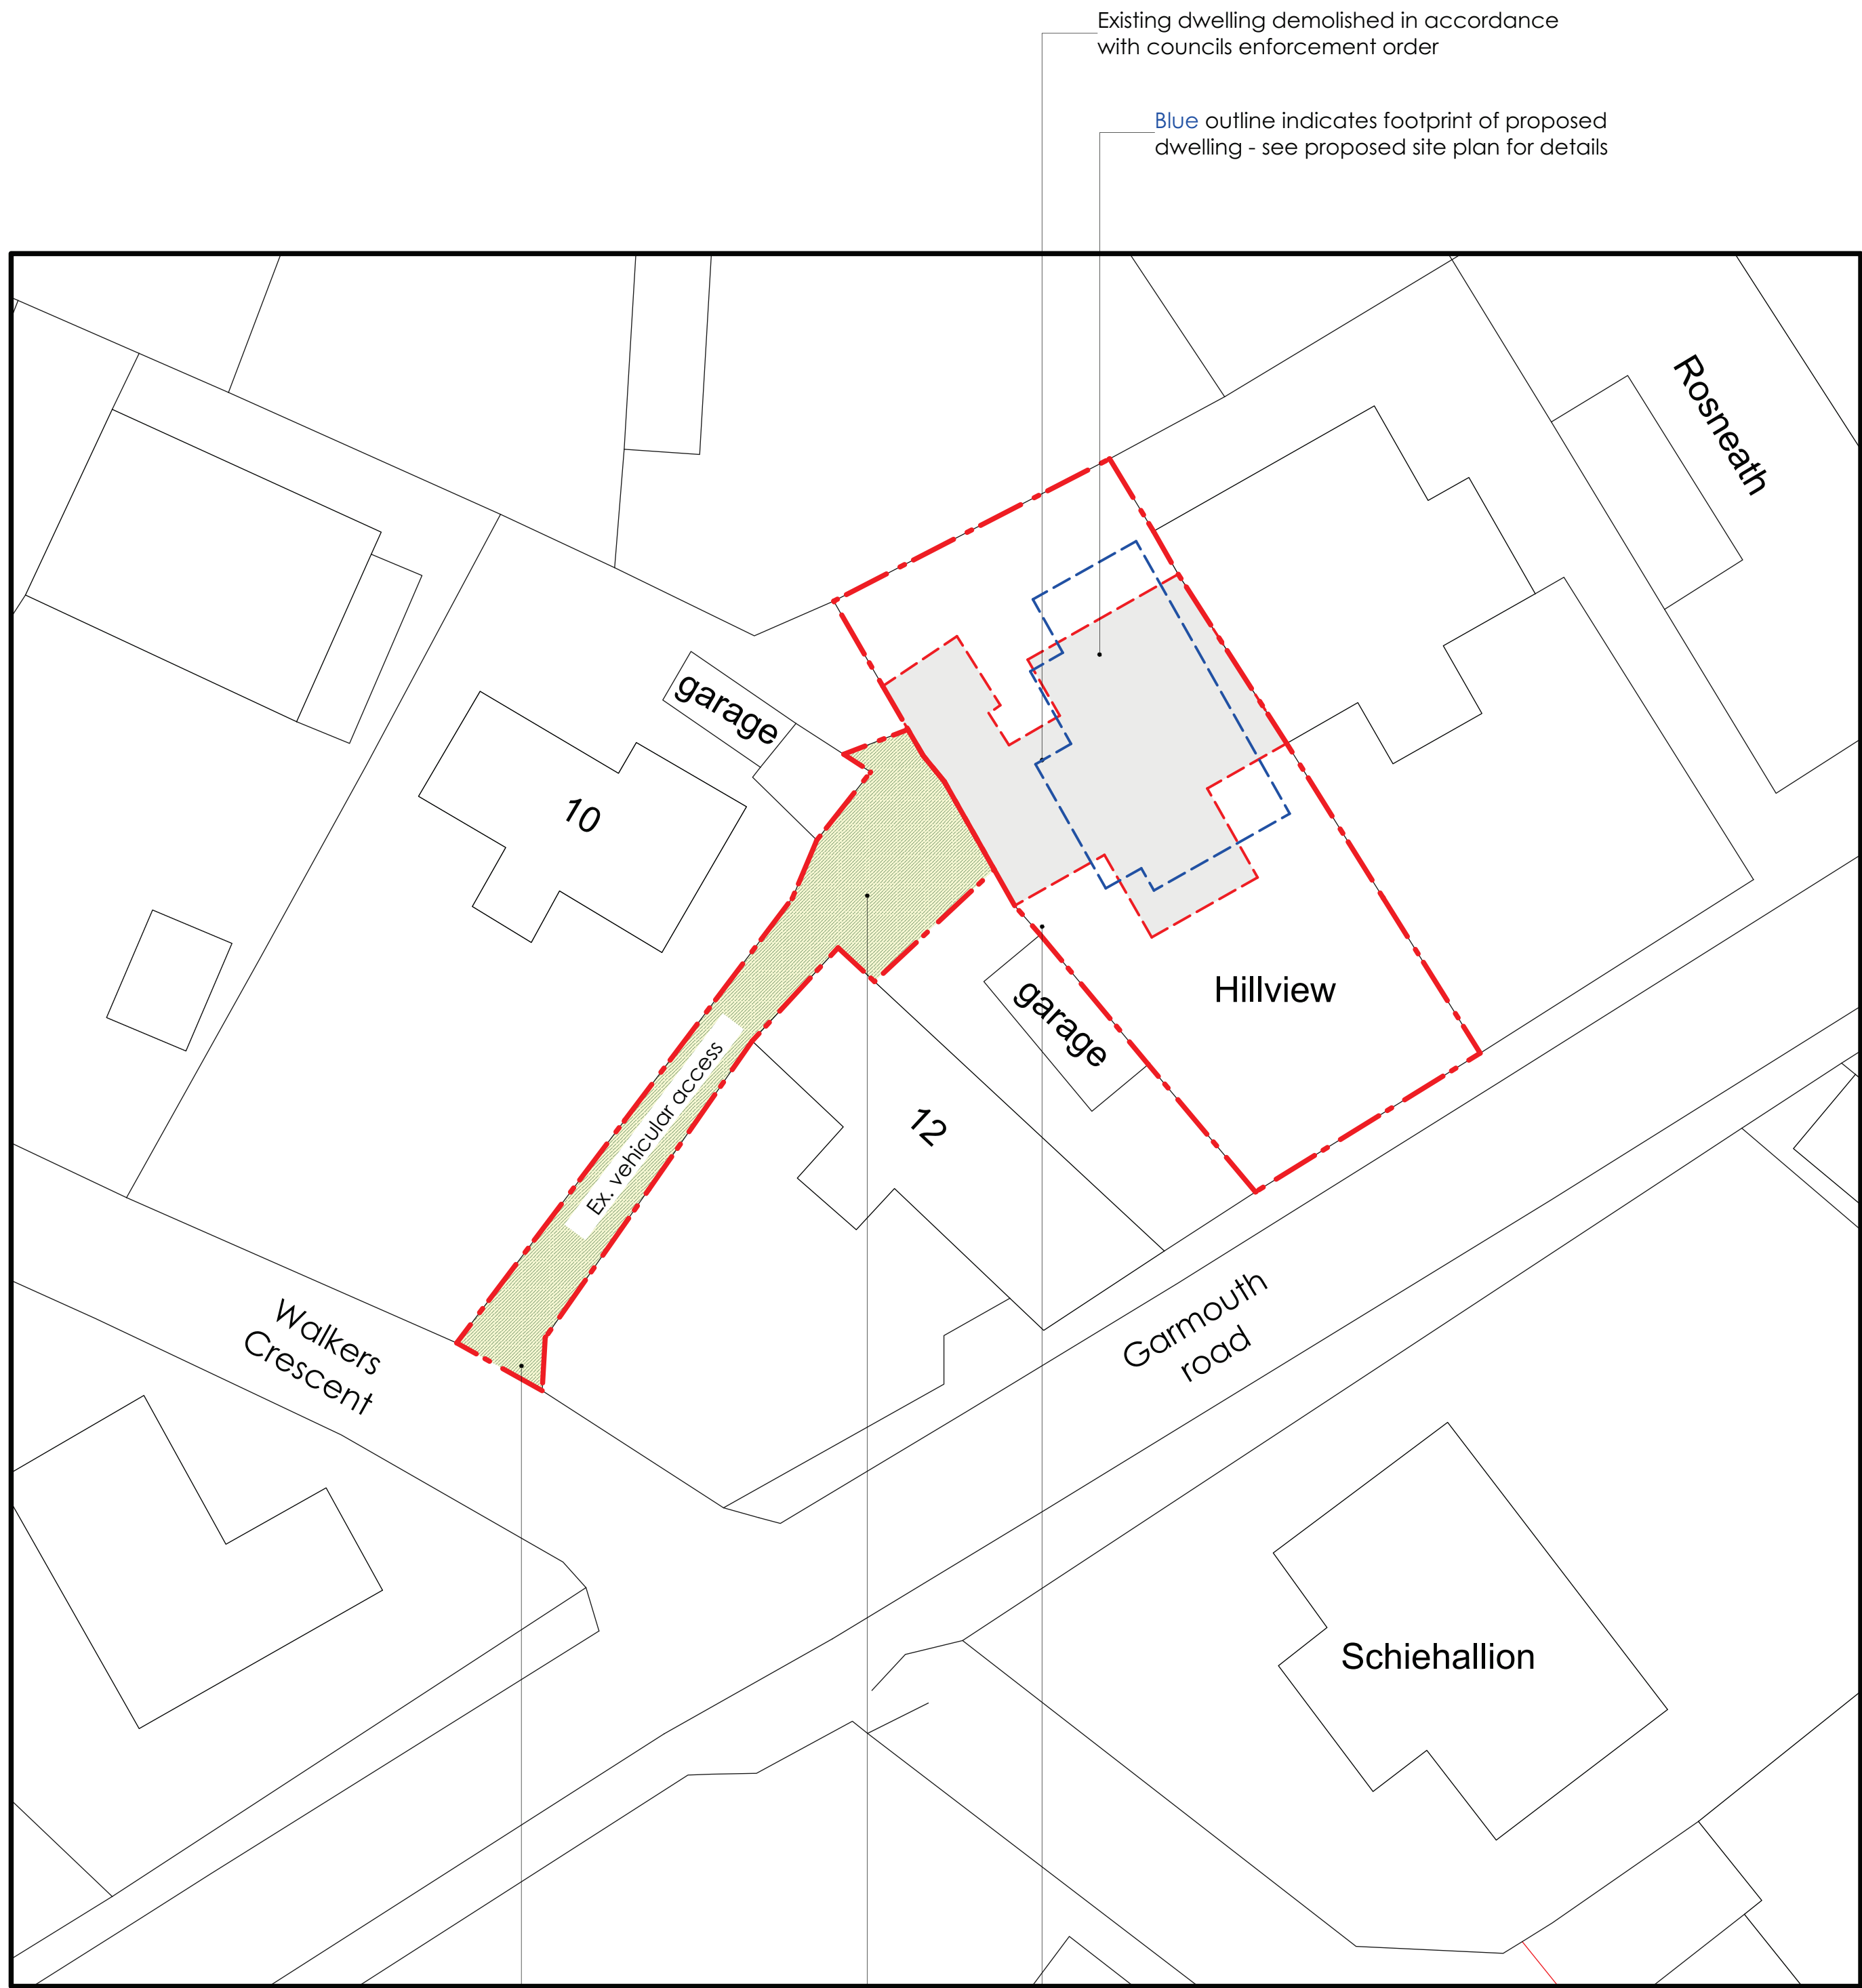 Existing dwelling demolished in accordance
with councils enforcement order
Blue outline indicates footprint of proposed
dwelling - see proposed site plan for details
Rosneath
garage
10
Hillview
garage
Ex. vehicular access
12
Walkers
Crescent
Garmouth
road
Schiehallion